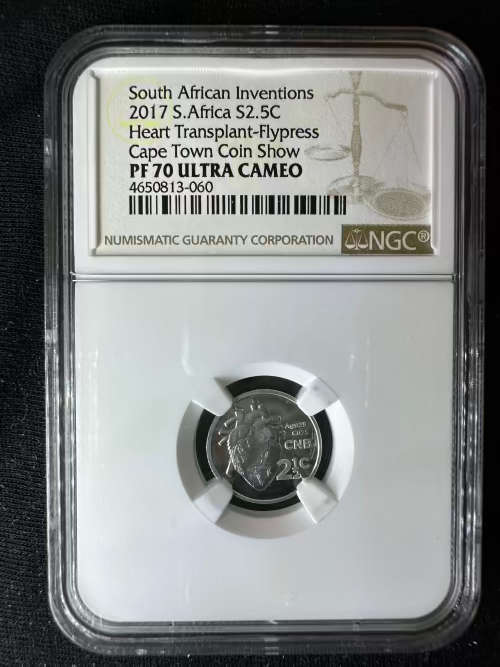 South African Inventions
2017 S.Africa S2.5C
Heart Transplant-Flypress
Cape Town Coin Show
PF 70 ULTRA CAMEO
4650813-060
NUMISMATIC GUARANTY CORPORATION NGC®
CNB
2½C